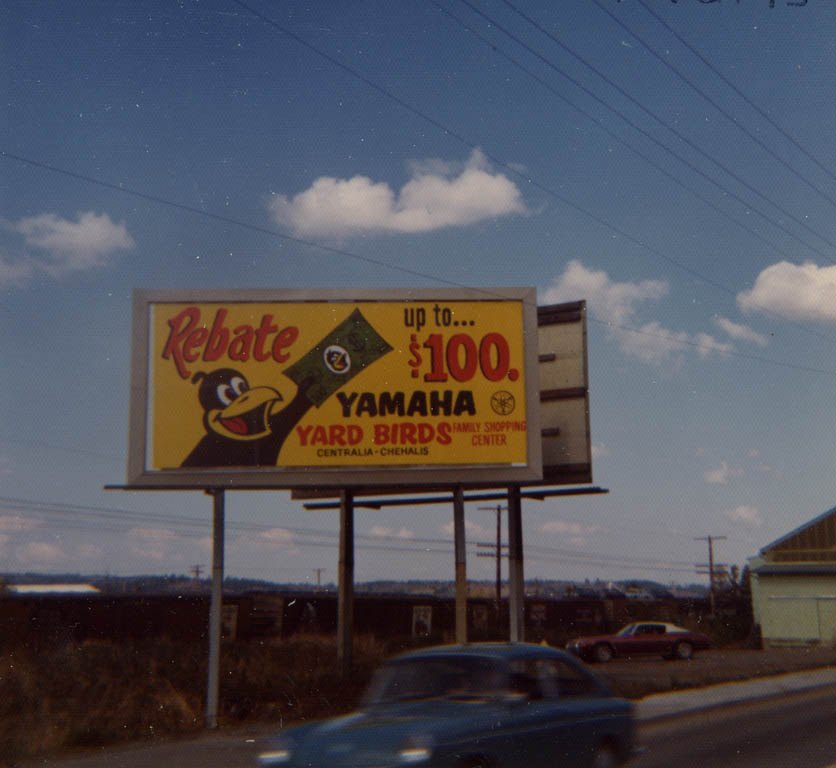 Rebate
up to...
$100.
YAMAHA
YARD BIRDS FAMILY SHOPPING
CENTER
CENTRALIA-CHEHALIS